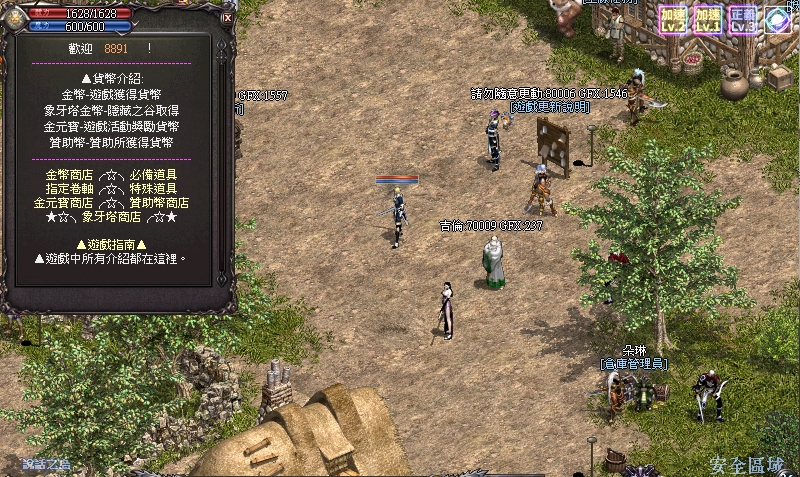 1628/1628
600/600
歡迎 8891 !
▲貨幣介紹:
金幣-遊戲獲得貨幣
象牙塔金幣-隱藏之谷取得
金元寶-遊戲活動獎勵貨幣
贊助幣-贊助所獲得貨幣
金幣商店 ╭☆╮ 必備道具
指定卷軸 ╭☆╮ 特殊道具
金元寶商店 ╭☆╮ 贊助幣商店
★☆╮象牙塔商店 ╭☆★
▲遊戲指南▲
▲遊戲中所有介紹都在這裡。
GFX:1557
請勿隨意更動:80006 GFX:1546
[遊戲更新說明]
吉倫:70009 GFX:237
朵琳
[倉庫管理員]
加速 Lv.2
加速 Lv.1
正義 Lv.3
說話之島
安全區域